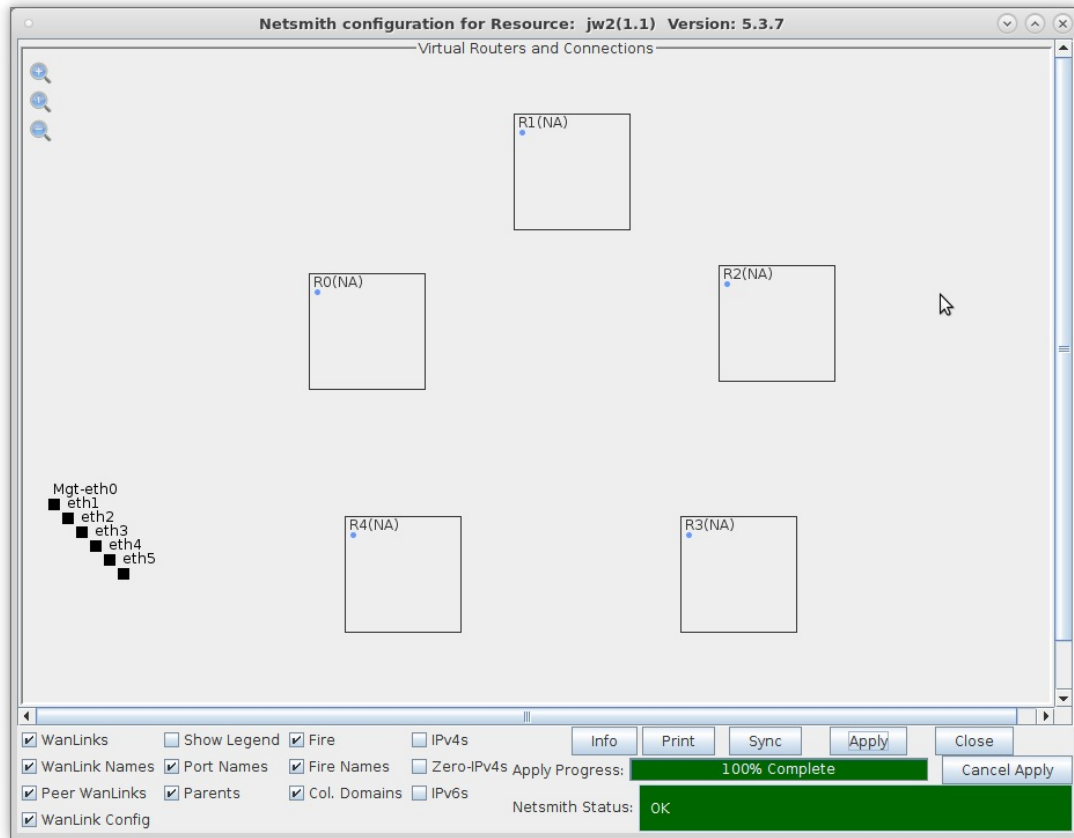 Netsmith configuration for Resource:  jw2(1.1)  Version: 5.3.7
Virtual Routers and Connections
R1(NA)
R0(NA)
R2(NA)
Mgt-eth0
eth1
eth2
eth3
eth4
eth5
R4(NA)
R3(NA)
WanLinks Show Legend Fire IPv4s Info Print Sync Apply Close
WanLink Names Port Names Fire Names Zero-IPv4s Apply Progress: 100% Complete Cancel Apply
Peer WanLinks Parents Col. Domains IPv6s Netsmith Status: OK
WanLink Config